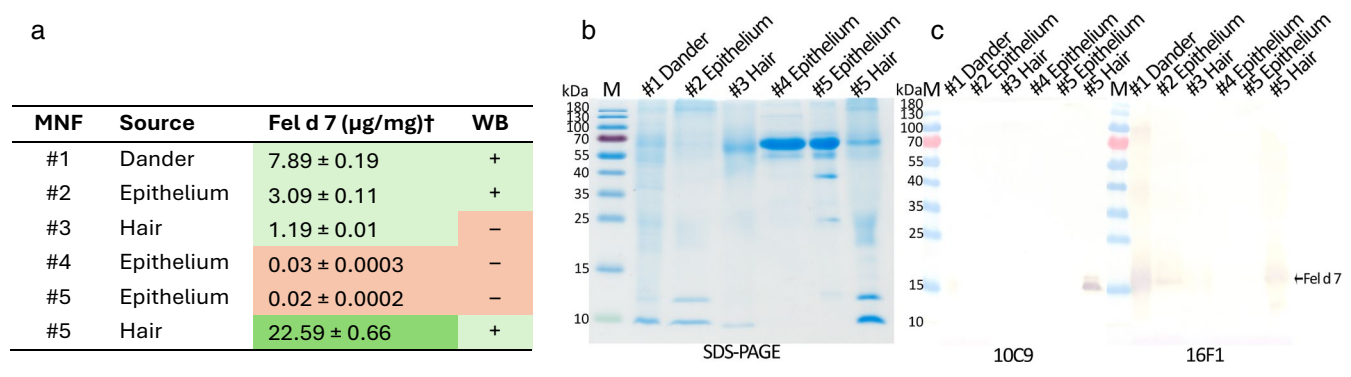 a
MNF Source Fel d 7 (µg/mg)† WB
#1 Dander 7.89 ± 0.19 +
#2 Epithelium 3.09 ± 0.11 +
#3 Hair 1.19 ± 0.01 –
#4 Epithelium 0.03 ± 0.0003 –
#5 Epithelium 0.02 ± 0.0002 –
#5 Hair 22.59 ± 0.66 +
b
kDa M #1 Dander #2 Epithelium #3 Hair #4 Epithelium #5 Epithelium #5 Hair
180
130
100
70
55
40
35
25
15
10
SDS-PAGE
c
kDa M #1 Dander #2 Epithelium #3 Hair #4 Epithelium #5 Epithelium #5 Hair M #1 Dander #2 Epithelium #3 Hair #4 Epithelium #5 Epithelium #5 Hair
180
130
100
70
55
40
35
25
15
10
Fel d 7
10C9 16F1